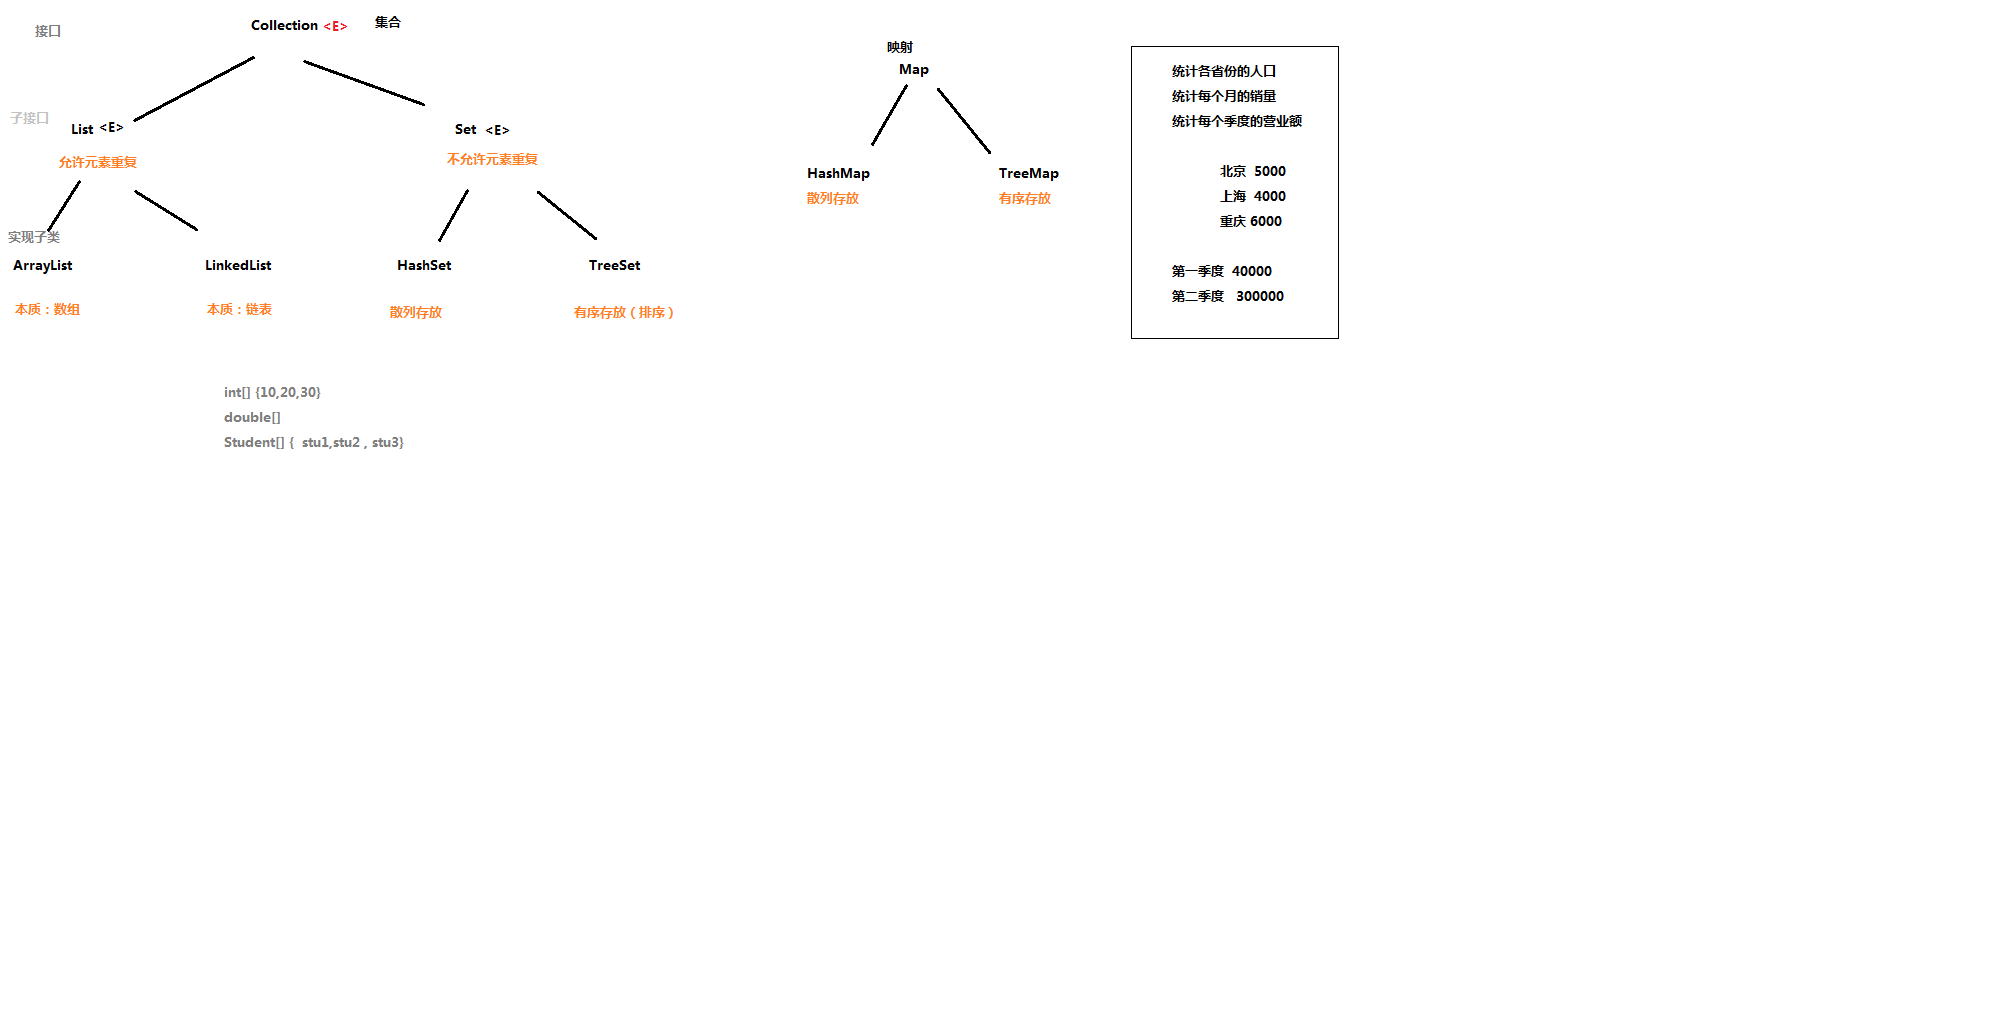 接口
Collection <E> 集合
子接口
List <E>
Set <E>
允许元素重复
不允许元素重复
实现子类
ArrayList
LinkedList
HashSet
TreeSet
本质：数组
本质：链表
散列存放
有序存放（排序）
int[] {10,20,30}
double[]
Student[] { stu1,stu2 , stu3}
映射
Map
HashMap
TreeMap
散列存放
有序存放
统计各省份的人口
统计每个月的销量
统计每个季度的营业额
北京 5000
上海 4000
重庆 6000
第一季度 40000
第二季度 300000